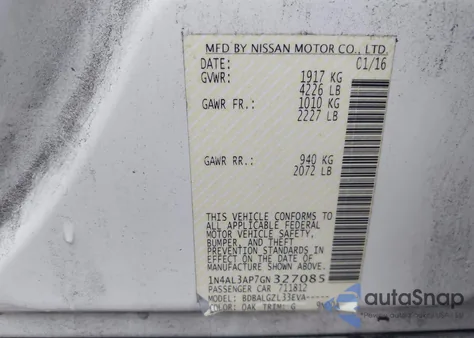 MFD BY NISSAN MOTOR CO., LTD.
DATE: 01/16
GVWR: 1917 KG
4226 LB
GAWR FR.: 1010 KG
2227 LB
GAWR RR.: 940 KG
2072 LB
THIS VEHICLE CONFORMS TO
ALL APPLICABLE FEDERAL
MOTOR VEHICLE SAFETY,
BUMPER, AND THEFT
PREVENTION STANDARDS IN
EFFECT ON THE DATE OF
MANUFACTURE SHOWN ABOVE.
1N4AL3AP7GN327085
PASSENGER CAR 711812
MODEL: BDBALGZL33EVA-----
COLOR: QAK TRIM: G
autoSnap